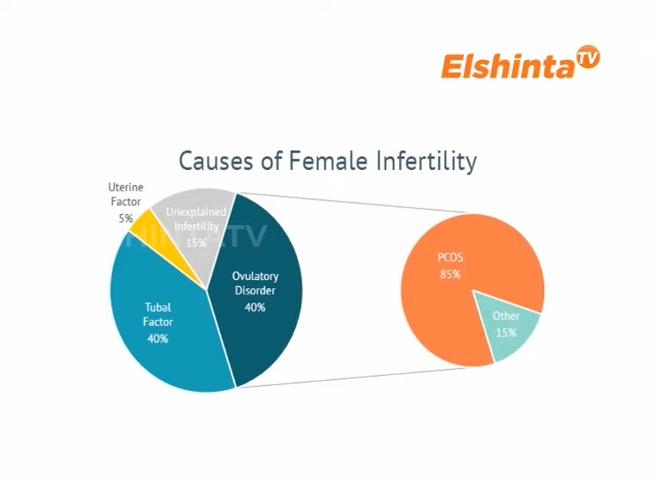 Elshinta TV
Causes of Female Infertility
Uterine
Factor
5%
Unexplained
Infertility
15%
Ovulatory
Disorder
40%
Tubal
Factor
40%
PCOS
85%
Other
15%